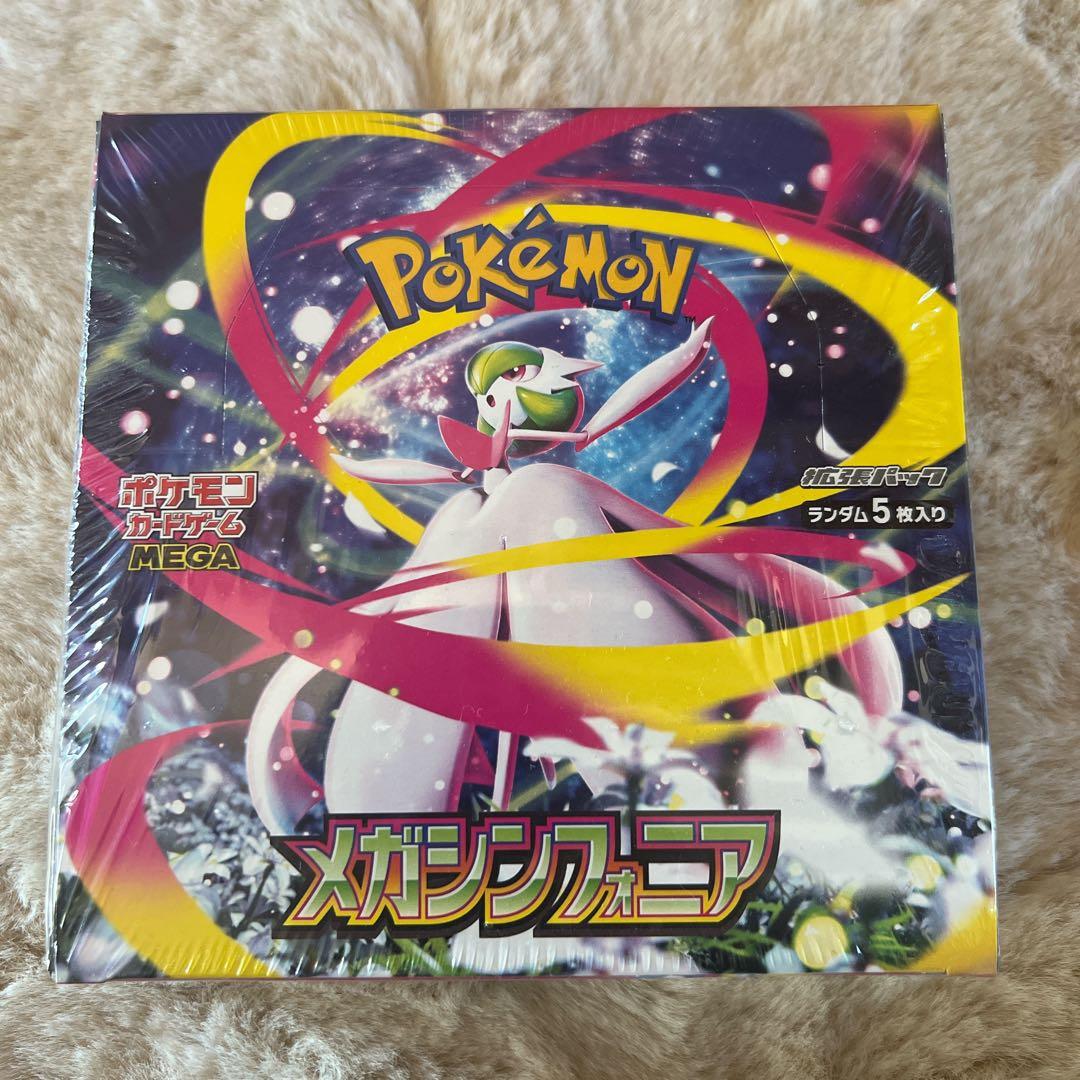 POKéMON
TM
ポケモン
カードゲーム
MEGA
拡張パック
ランダム5枚入り
メガシンフォニア